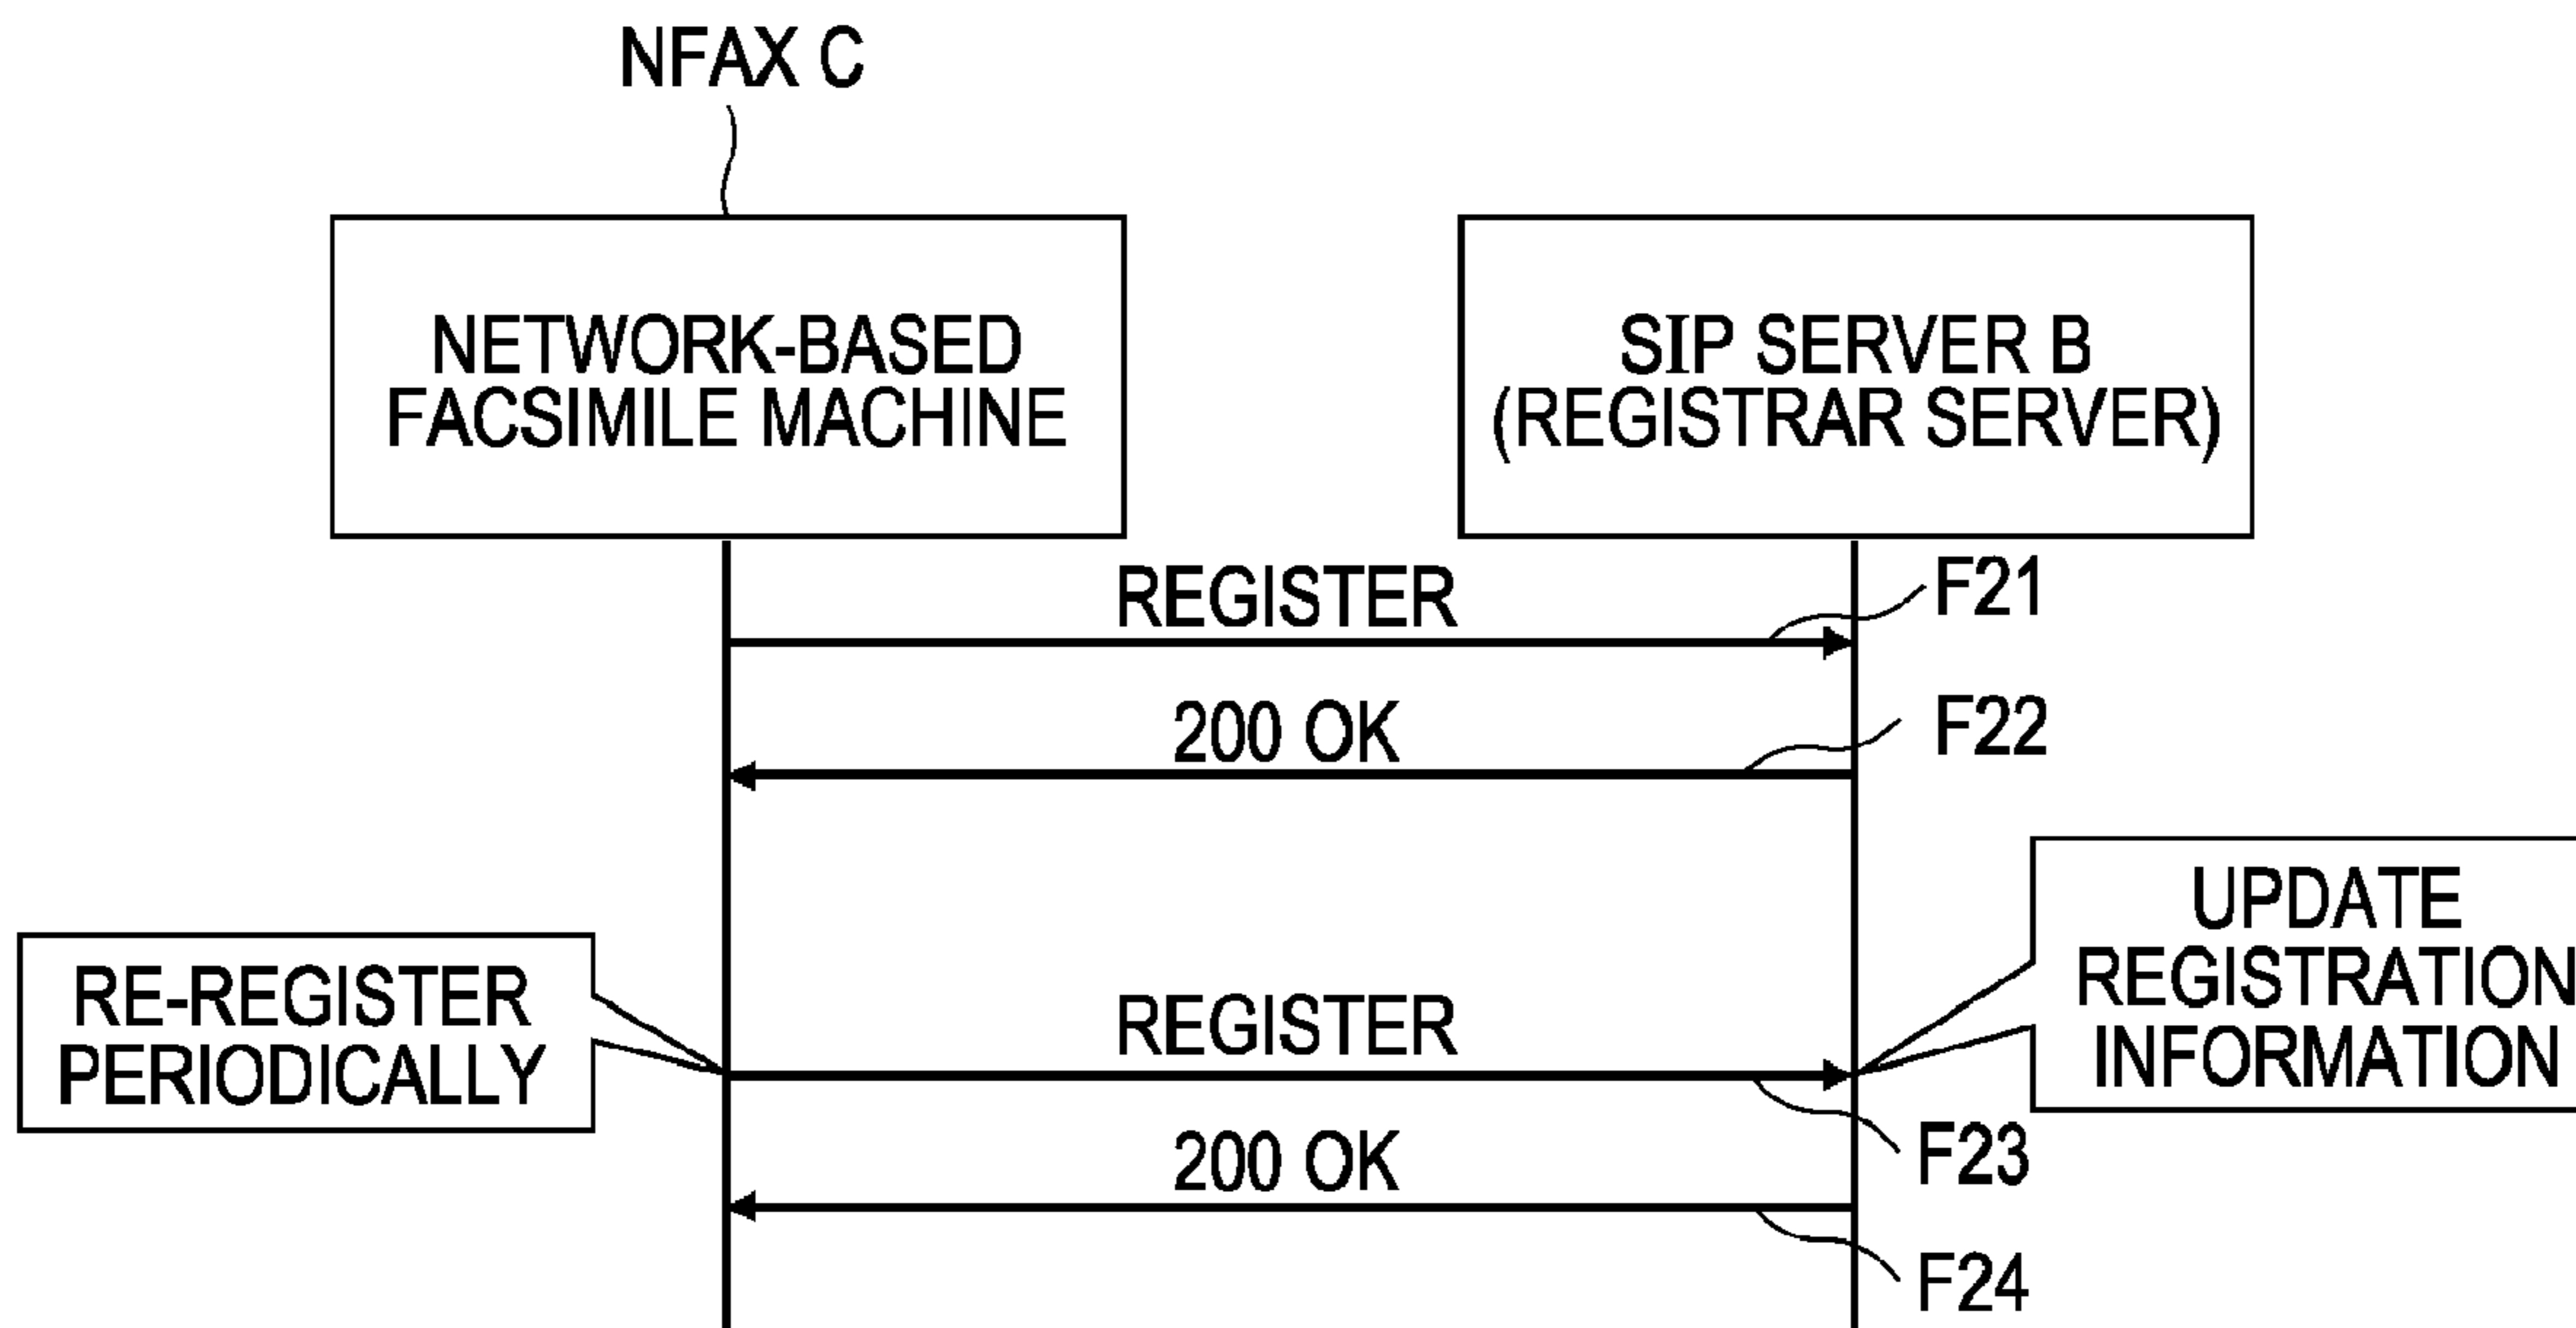 NFAX C
NETWORK-BASED
FACSIMILE MACHINE
SIP SERVER B
(REGISTRAR SERVER)
REGISTER
F21
200 OK
F22
RE-REGISTER
PERIODICALLY
REGISTER
UPDATE
REGISTRATION
INFORMATION
F23
200 OK
F24